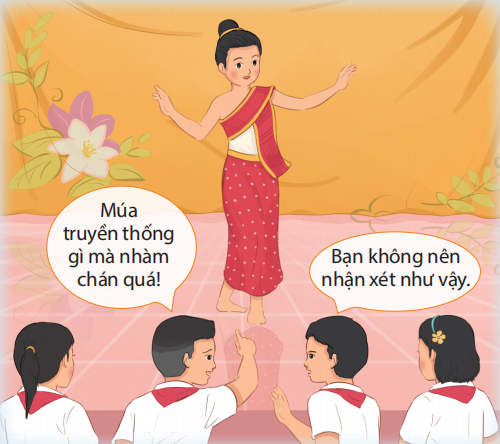 Múa
truyền thống
gì mà nhàm
chán quá!
Bạn không nên
nhận xét như vậy.